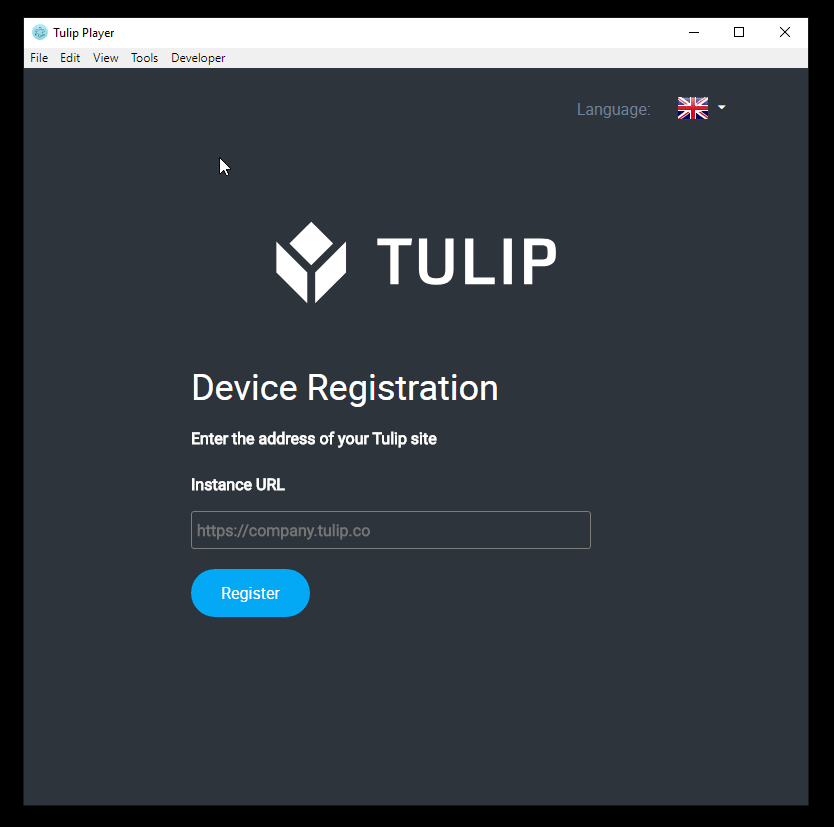 Tulip Player
File Edit View Tools Developer
Language:
TULIP
Device Registration
Enter the address of your Tulip site
Instance URL
https://company.tulip.co
Register